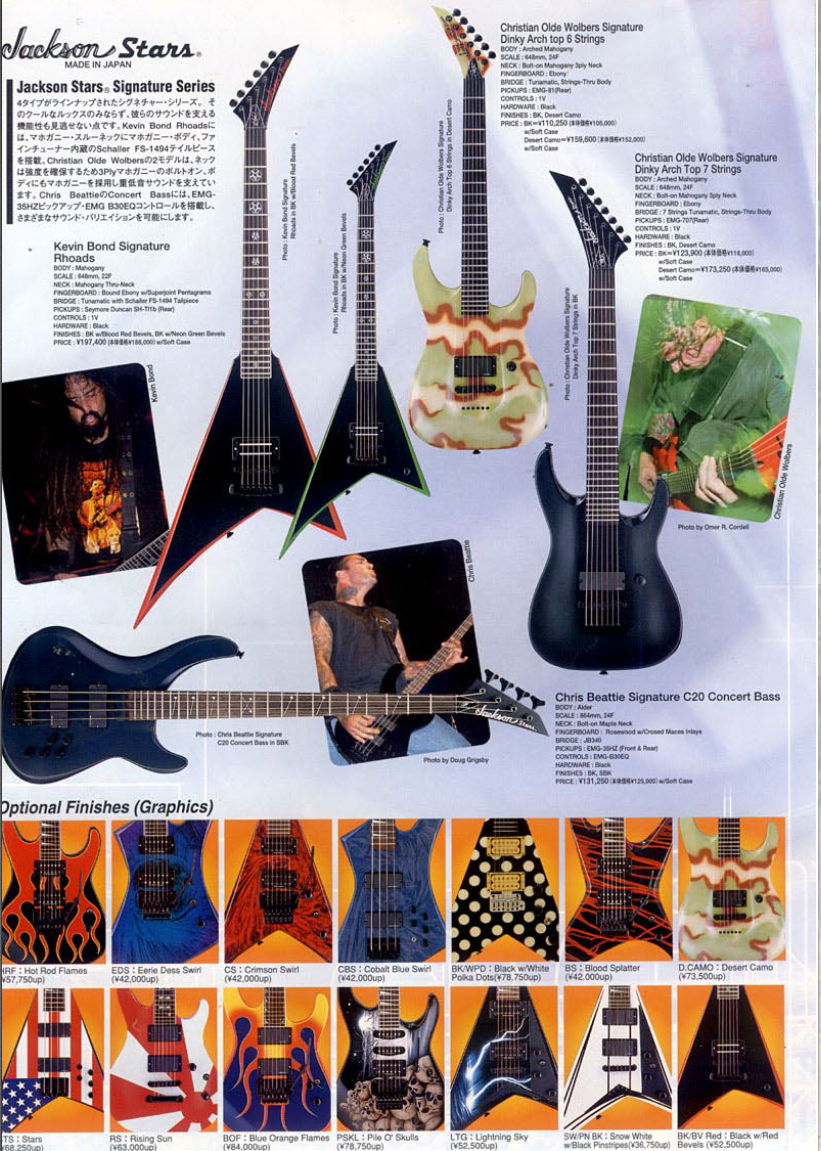 Jackson Stars®
MADE IN JAPAN
Jackson Stars® Signature Series
4タイプがラインナップされたシグネチャー・シリーズ。そ
のクールなルックスのみならず、彼らのサウンドを支える
機能性も見逃せない点です。Kevin Bond Rhoadsに
は、マホガニー・スルーネックにマホガニー・ボディ、ファ
インチューナー内蔵のSchaller FS-1494テイルピース
を搭載。Christian Olde Wolbersの2モデルは、ネック
は強度を確保するため3Plyマホガニーのボルトオン、ボ
ディにもマホガニーを採用し重低音サウンドを支えてい
ます。Chris BeattieのConcert Bassには、EMG-
35HZピックアップ・EMG B30EQコントロールを搭載し、
さまざまなサウンド・バリエイションを可能にします。
Kevin Bond Signature
Rhoads
BODY : Mahogany
SCALE : 648mm, 22F
NECK : Mahogany Thru-Neck
FINGERBOARD : Bound Ebony w/Superjoint Pentagrams
BRIDGE : Tunamatic with Schaller FS-1494 Tailpiece
PICKUPS : Seymore Duncan SH-Tl1b (Rear)
CONTROLS : 1V
HARDWARE : Black
FINISHES : BK w/Blood Red Bevels, BK w/Neon Green Bevels
PRICE : ¥197,400 (本体価格¥188,000) w/Soft Case
Photo : Kevin Bond Signature
Rhoads in BK w/Blood Red Bevels
Photo : Kevin Bond Signature
Rhoads in BK w/Neon Green Bevels
Photo : Christian Olde Wolbers Signature
Dinky Arch Top 6 Strings in Desert Camo
Christian Olde Wolbers Signature
Dinky Arch top 6 Strings
BODY : Arched Mahogany
SCALE : 648mm, 24F
NECK : Bolt-on Mahogany 3ply Neck
FINGERBOARD : Ebony
BRIDGE : Tunamatic, Strings-Thru Body
PICKUPS : EMG-81(Rear)
CONTROLS : 1V
HARDWARE : Black
FINISHES : BK, Desert Camo
PRICE : BK=¥110,250 (本体価格¥105,000)
w/Soft Case
Desert Camo=¥159,600 (本体価格¥152,000)
w/Soft Case
Christian Olde Wolbers Signature
Dinky Arch Top 7 Strings
BODY : Arched Mahogany
SCALE : 648mm, 24F
NECK : Bolt-on Mahogany 3ply Neck
FINGERBOARD : Ebony
BRIDGE : 7 Strings Tunamatic, Strings-Thru Body
PICKUPS : EMG-707(Rear)
CONTROLS : 1V
HARDWARE : Black
FINISHES : BK, Desert Camo
PRICE : BK=¥123,900 (本体価格¥118,000)
w/Soft Case
Desert Camo=¥173,250 (本体価格¥165,000)
w/Soft Case
Photo : Christian Olde Wolbers Signature
Dinky Arch Top 7 Strings in BK
Kevin Bond
Christian Olde Wolbers
Photo by Omer R. Cordell
Chris Beattie
Jackson Stars
Photo : Chris Beattie Signature
C20 Concert Bass in SBK
Photo by Doug Grigsby
Chris Beattie Signature C20 Concert Bass
BODY : Alder
SCALE : 864mm, 24F
NECK : Bolt-on Maple Neck
FINGERBOARD : Rosewood w/Crosed Maces Inlays
BRIDGE : JB340
PICKUPS : EMG-35HZ (Front & Rear)
CONTROLS : EMG-B30EQ
HARDWARE : Black
FINISHES : BK, SBK
PRICE : ¥131,250 (本体価格¥125,000) w/Soft Case
Optional Finishes (Graphics)
HRF : Hot Rod Flames
(¥57,750up)
EDS : Eerie Dess Swirl
(¥42,000up)
CS : Crimson Swirl
(¥42,000up)
CBS : Cobalt Blue Swirl
(¥42,000up)
BK/WPD : Black w/White
Polka Dots(¥78,750up)
BS : Blood Splatter
(¥42,000up)
D.CAMO : Desert Camo
(¥73,500up)
STS : Stars
(¥68,250up)
RS : Rising Sun
(¥63,000up)
BOF : Blue Orange Flames
(¥84,000up)
PSKL : Pile O' Skulls
(¥78,750up)
LTG : Lightning Sky
(¥52,500up)
SW/PN BK : Snow White
w/Black Pinstripes(¥36,750up)
BK/BV Red : Black w/Red
Bevels (¥52,500up)